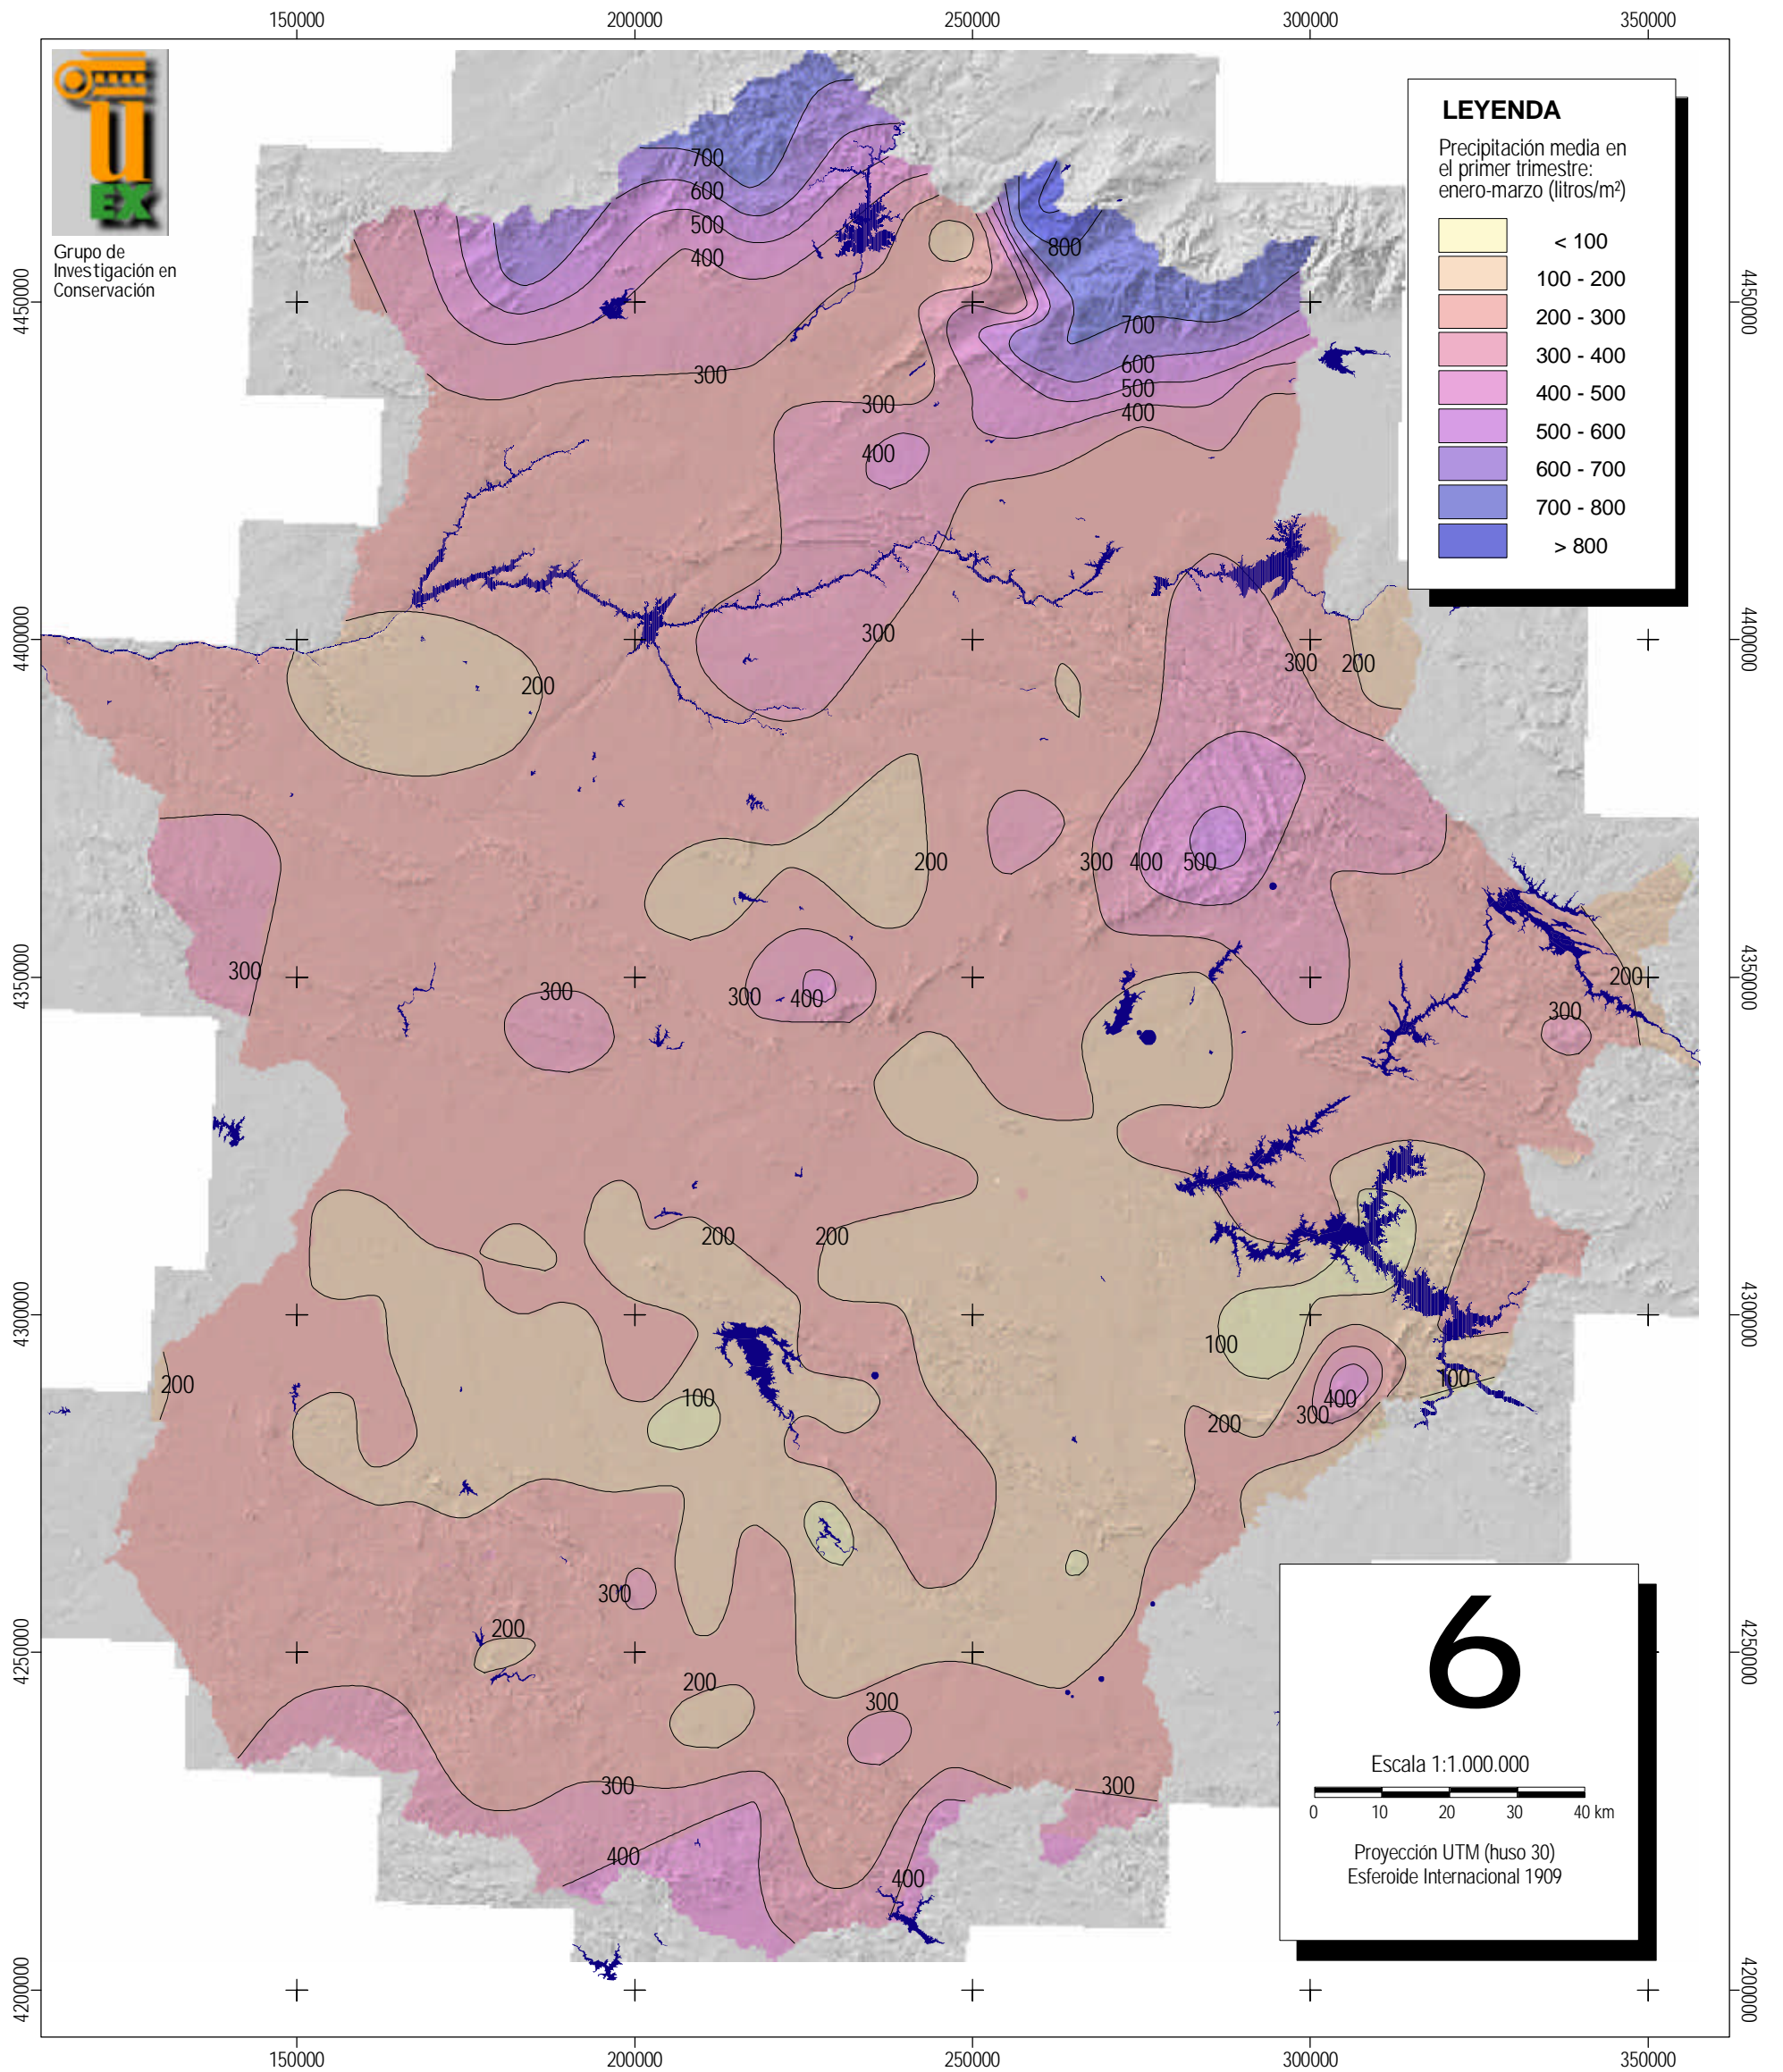 150000 200000 250000 300000 350000
u
EX
Grupo de
Investigación en
Conservación
LEYENDA
Precipitación media en
el primer trimestre:
enero-marzo (litros/m²)
< 100
100 - 200
200 - 300
300 - 400
400 - 500
500 - 600
600 - 700
700 - 800
> 800
700
600
500
400
800
4450000
4450000
700
600
500
400
300
300
400
4400000
4400000
300
300
200
200
200
300
400
500
300
300
300
400
200
300
4350000
4350000
200
200
4300000
4300000
100
200
100
400
300
200
100
300
200
4250000
4250000
200
300
300
300
400
400
6
Escala 1:1.000.000
0 10 20 30 40 km
Proyección UTM (huso 30)
Esferoide Internacional 1909
4200000
4200000
150000 200000 250000 300000 350000